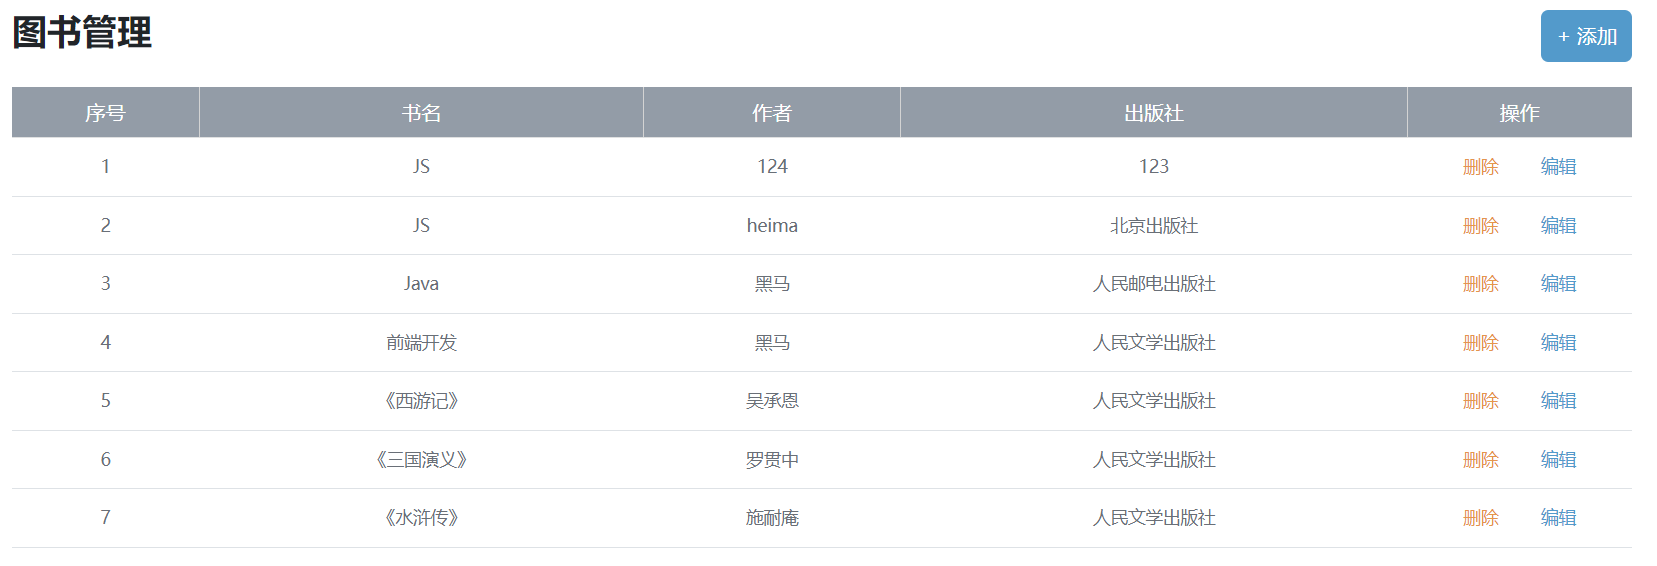 图书管理
+ 添加
序号 书名 作者 出版社 操作
1 JS 124 123 删除 编辑
2 JS heima 北京出版社 删除 编辑
3 Java 黑马 人民邮电出版社 删除 编辑
4 前端开发 黑马 人民文学出版社 删除 编辑
5 《西游记》 吴承恩 人民文学出版社 删除 编辑
6 《三国演义》 罗贯中 人民文学出版社 删除 编辑
7 《水浒传》 施耐庵 人民文学出版社 删除 编辑